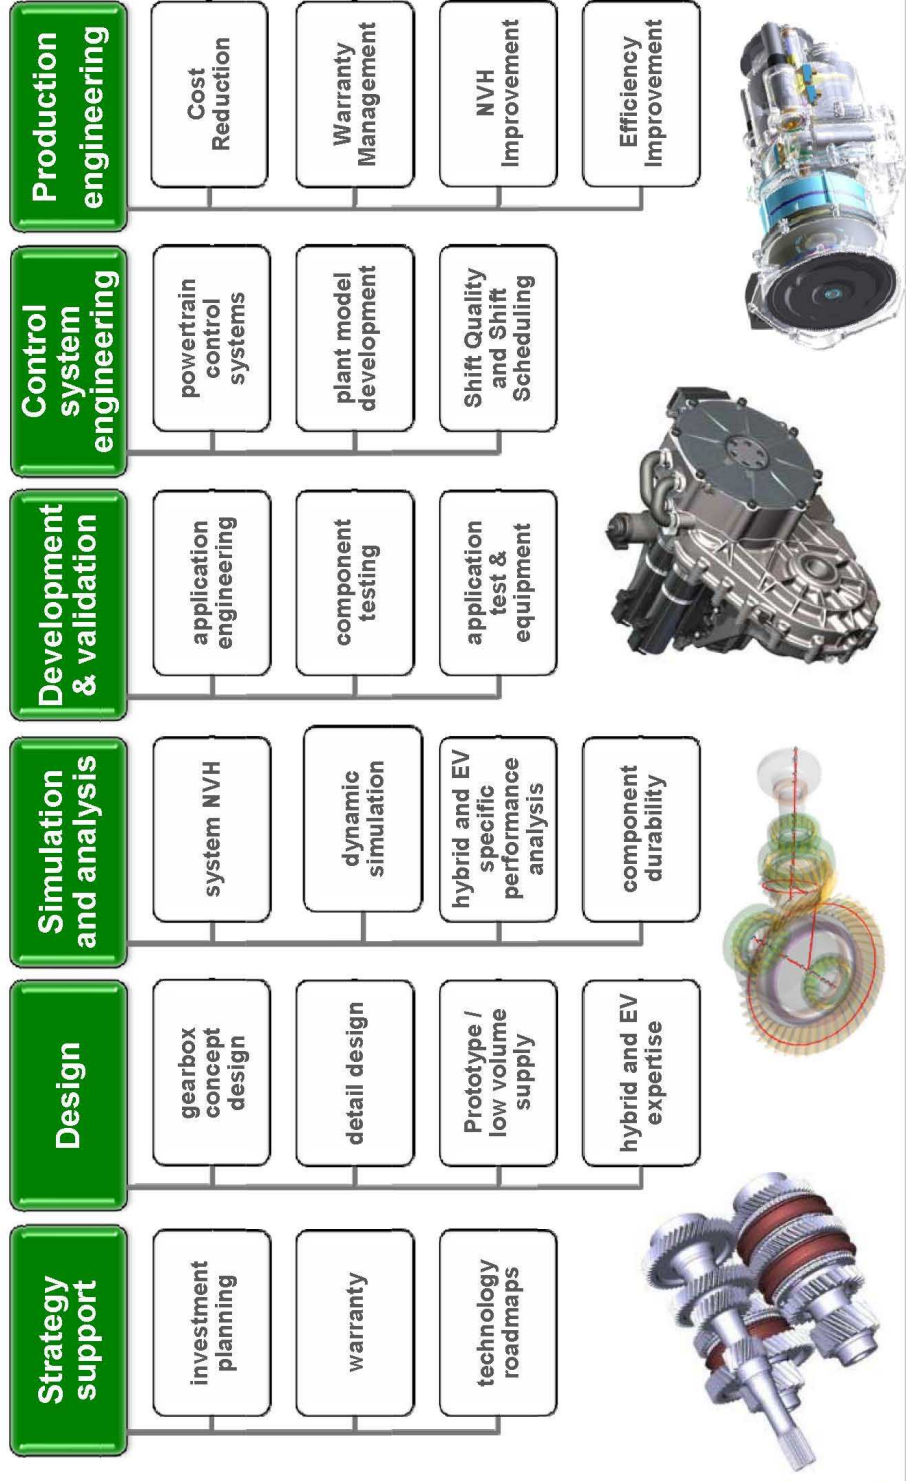 Strategy
support
investment
planning
warranty
technology
roadmaps
Design
gearbox
concept
design
detail design
Prototype /
low volume
supply
hybrid and EV
expertise
Simulation
and analysis
system NVH
dynamic
simulation
hybrid and EV
specific
performance
analysis
component
durability
Development
& validation
application
engineering
component
testing
application
test &
equipment
Control
system
engineering
powertrain
control
systems
plant model
development
Shift Quality
and Shift
Scheduling
Production
engineering
Cost
Reduction
Warranty
Management
NVH
Improvement
Efficiency
Improvement